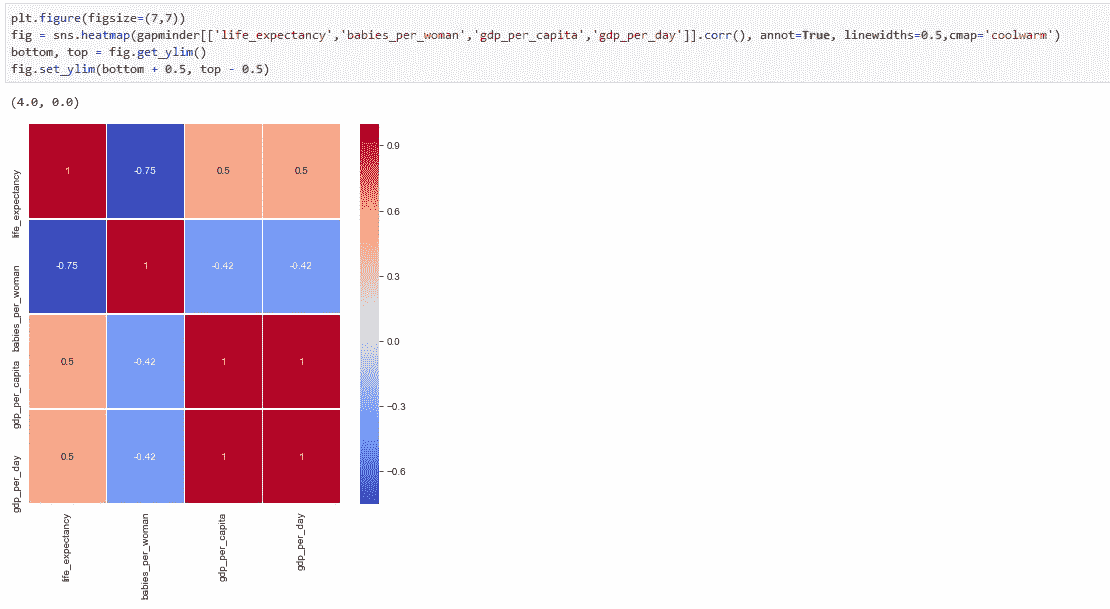 plt.figure(figsize=(7,7))
fig = sns.heatmap(gapminder[['life_expectancy','babies_per_woman','gdp_per_capita','gdp_per_day']].corr(), annot=True, linewidths=0.5,cmap='coolwarm')
bottom, top = fig.get_ylim()
fig.set_ylim(bottom + 0.5, top - 0.5)
(4.0, 0.0)
life_expectancy
1
-0.75
0.5
0.5
babies_per_woman
-0.75
1
-0.42
-0.42
gdp_per_capita
0.5
-0.42
1
1
gdp_per_day
0.5
-0.42
1
1
life_expectancy
babies_per_woman
gdp_per_capita
gdp_per_day
0.9
0.6
0.3
0.0
−0.3
−0.6